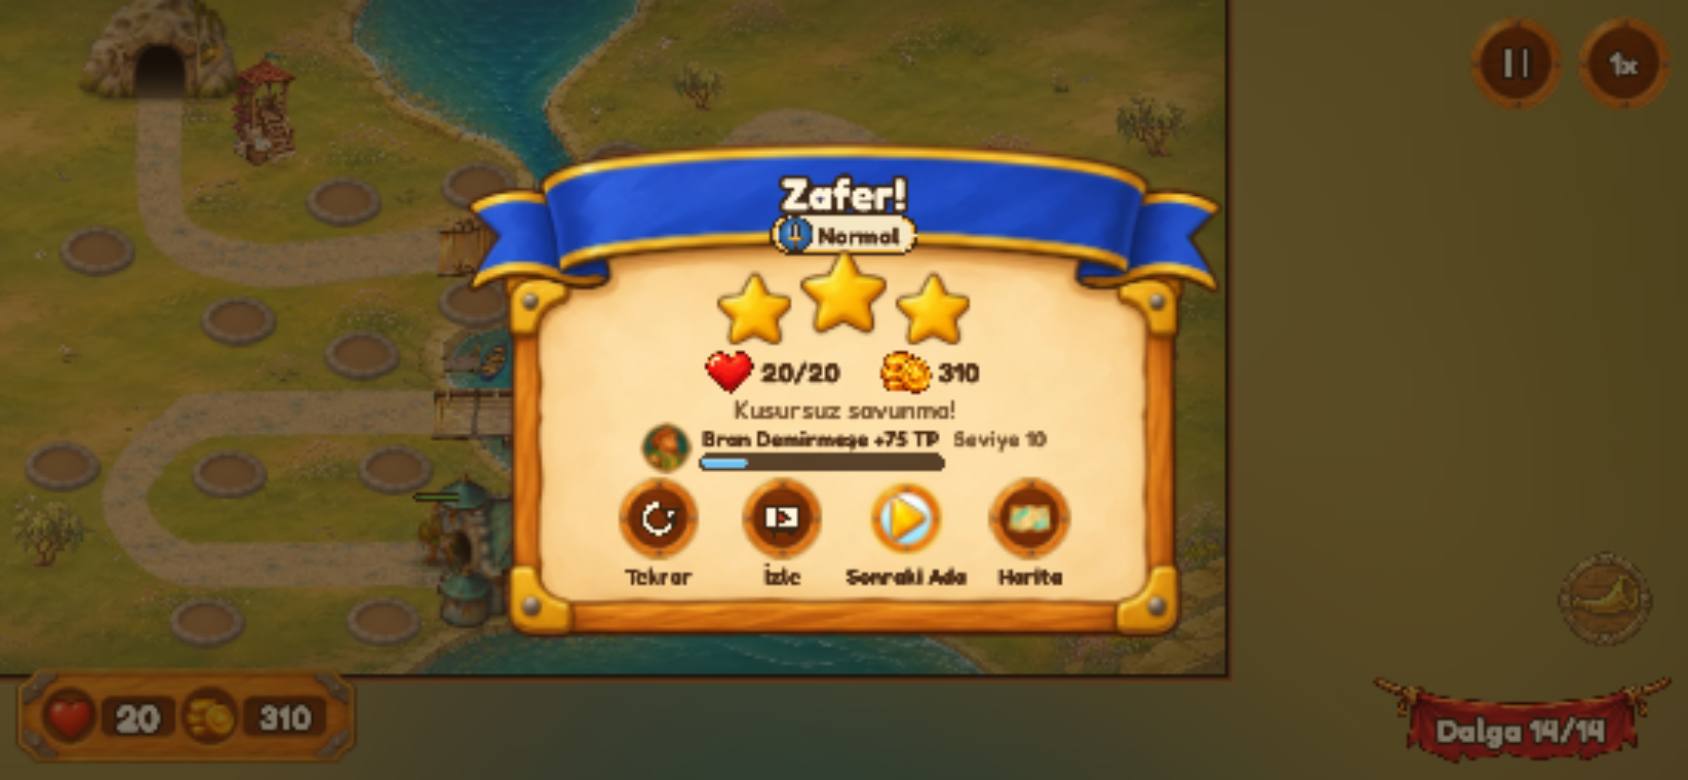 1x
Zafer!
Normal
20/20 310
Kusursuz savunma!
Bran Demirmeşe +75 TP Seviye 10
Tekrar İzle Sonraki Ada Harita
20 310
Dalga 14/14